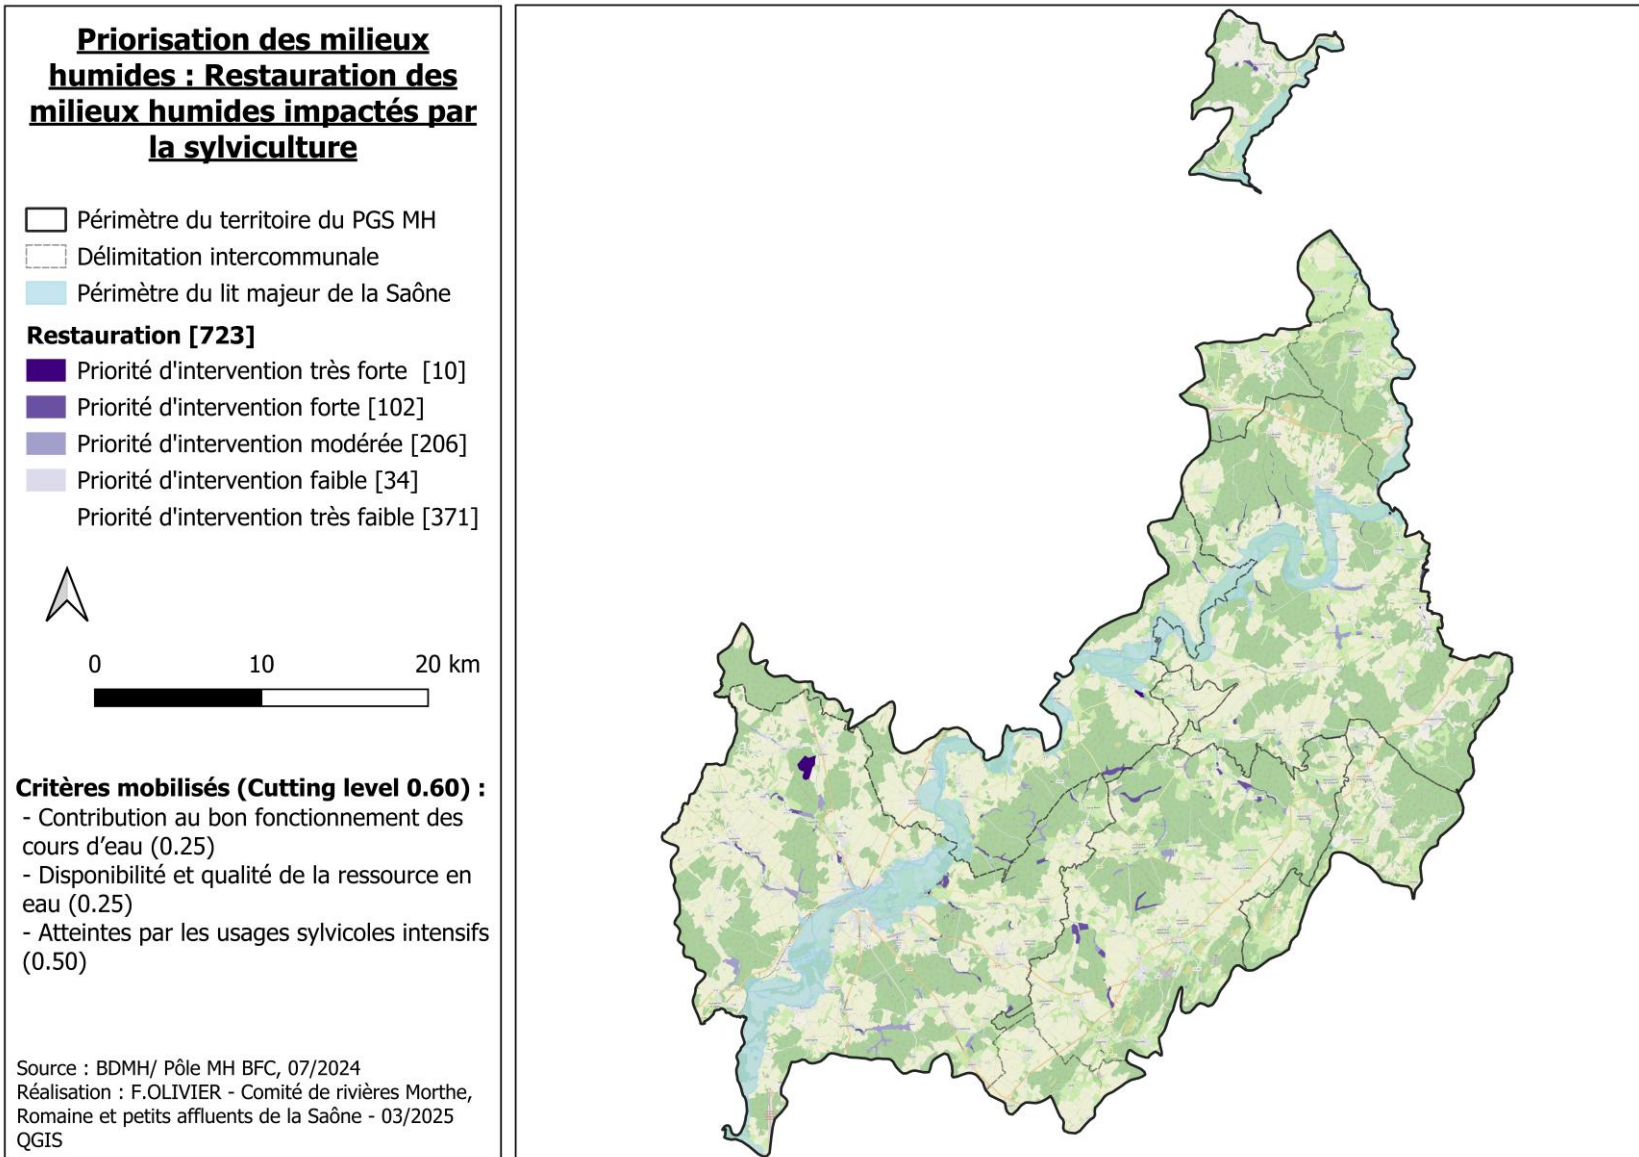 Priorisation des milieux
humides : Restauration des
milieux humides impactés par
la sylviculture
Périmètre du territoire du PGS MH
Délimitation intercommunale
Périmètre du lit majeur de la Saône
Restauration [723]
Priorité d'intervention très forte [10]
Priorité d'intervention forte [102]
Priorité d'intervention modérée [206]
Priorité d'intervention faible [34]
Priorité d'intervention très faible [371]
0 10 20 km
Critères mobilisés (Cutting level 0.60) :
- Contribution au bon fonctionnement des
cours d’eau (0.25)
- Disponibilité et qualité de la ressource en
eau (0.25)
- Atteintes par les usages sylvicoles intensifs
(0.50)
Source : BDMH/ Pôle MH BFC, 07/2024
Réalisation : F.OLIVIER - Comité de rivières Morthe,
Romaine et petits affluents de la Saône - 03/2025
QGIS